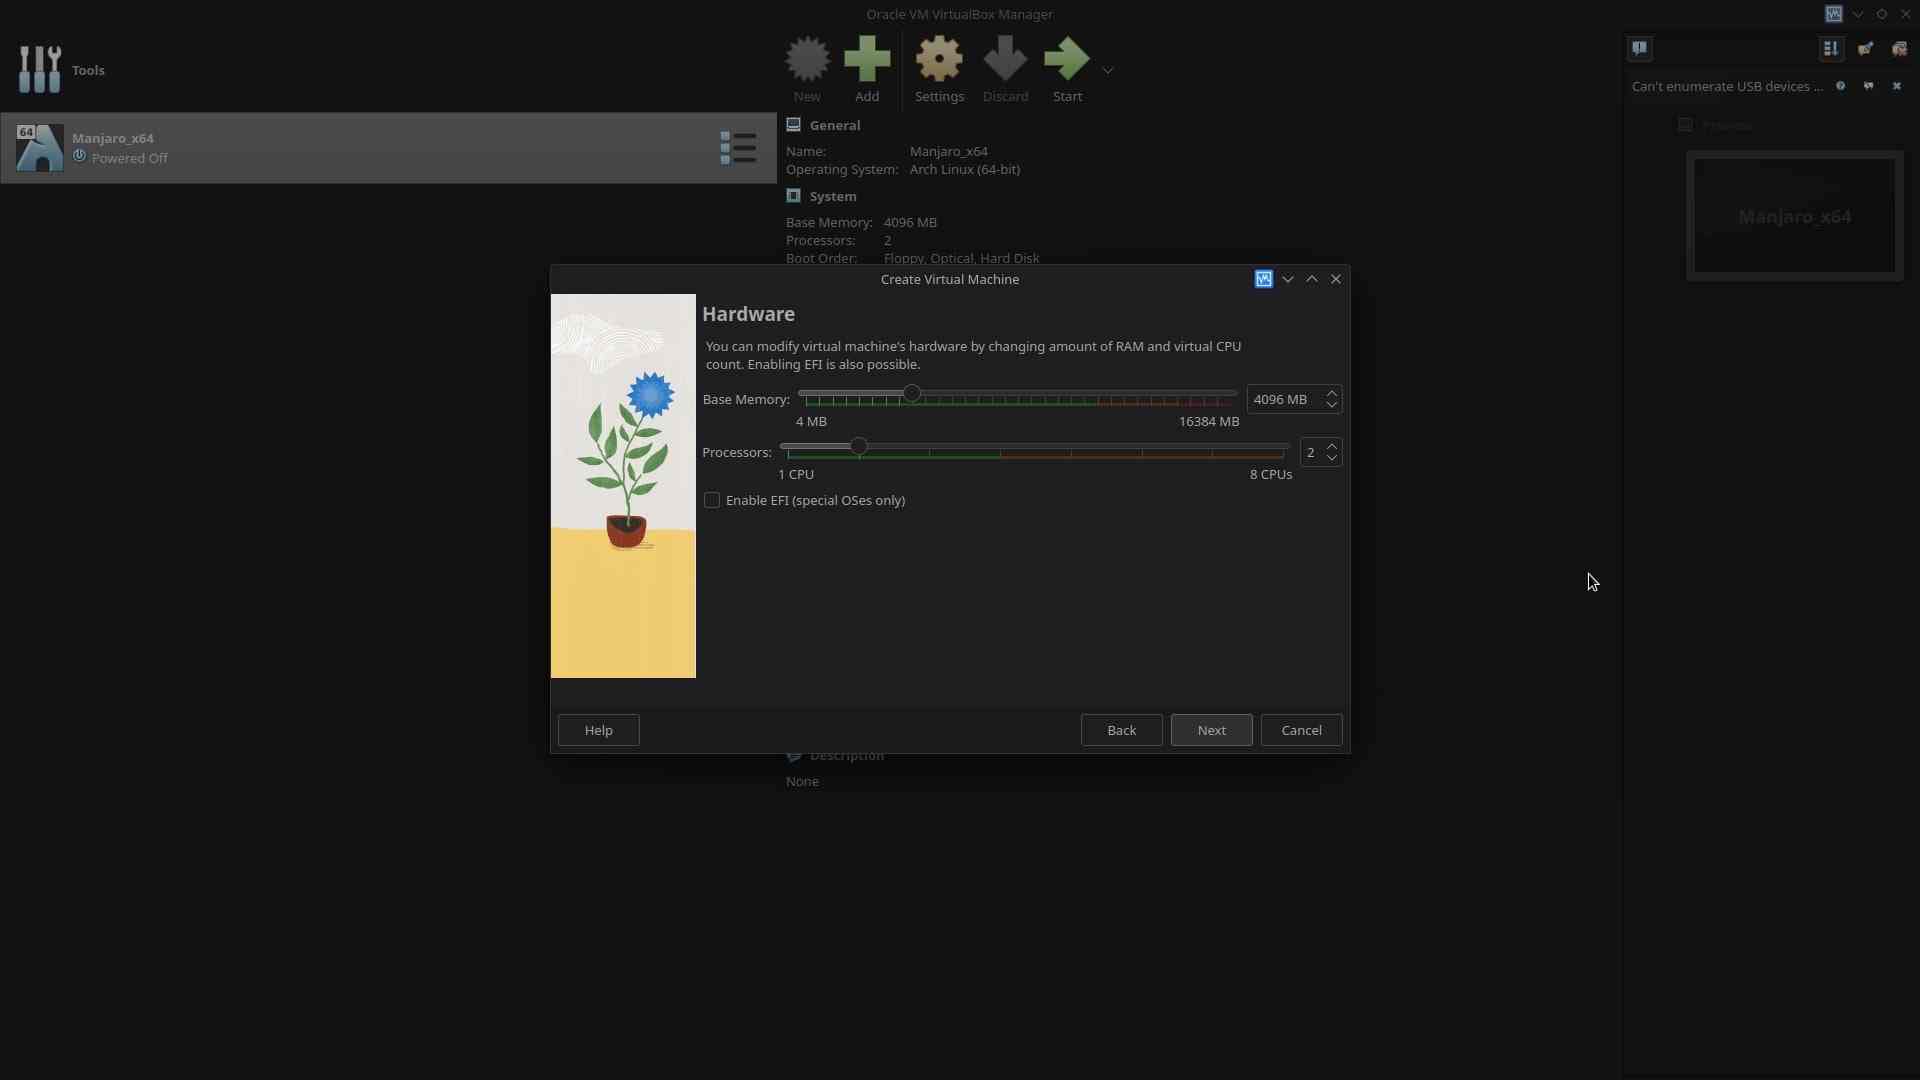 Oracle VM VirtualBox Manager
Tools
New
Add
Settings
Discard
Start
Can't enumerate USB devices ...
64
Manjaro_x64
Powered Off
General
Name: Manjaro_x64
Operating System: Arch Linux (64-bit)
System
Base Memory: 4096 MB
Processors: 2
Boot Order: Floppy, Optical, Hard Disk
Preview
Manjaro_x64
Create Virtual Machine
Hardware
You can modify virtual machine's hardware by changing amount of RAM and virtual CPU
count. Enabling EFI is also possible.
Base Memory: 4096 MB
4 MB 16384 MB
Processors: 2
1 CPU 8 CPUs
Enable EFI (special OSes only)
Help
Back
Next
Cancel
Description
None